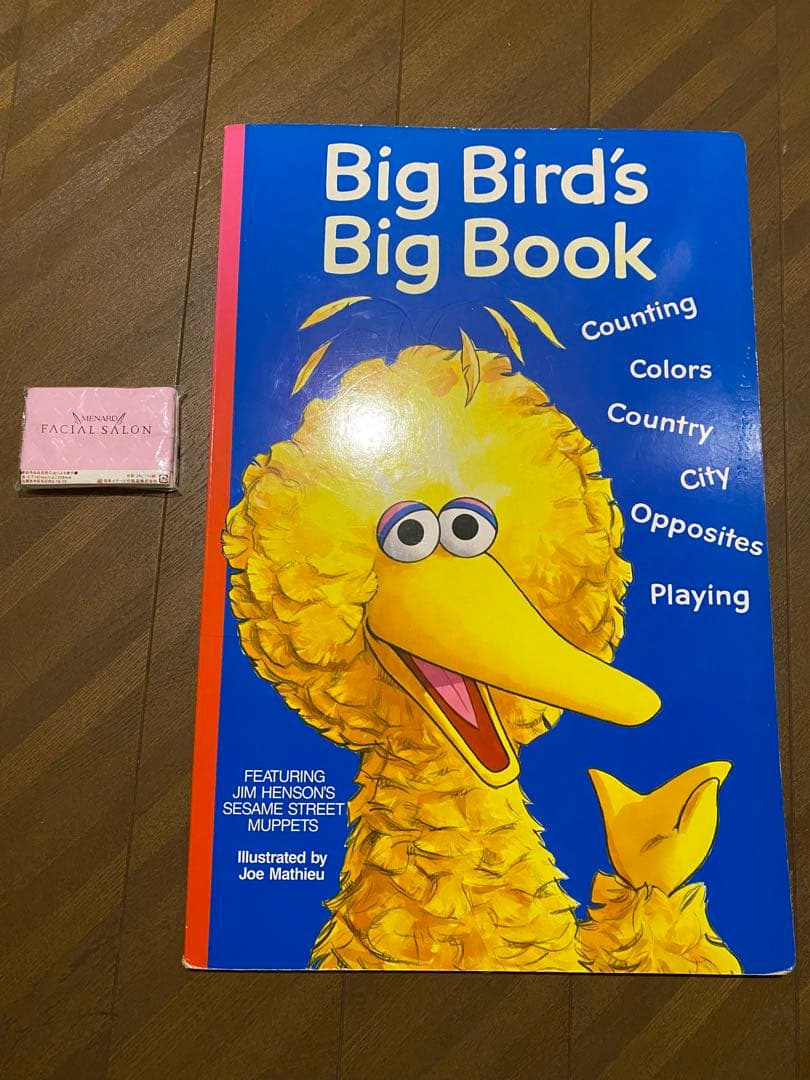 Big Bird's
Big Book
Counting
Colors
Country
City
Opposites
Playing
FEATURING
JIM HENSON'S
SESAME STREET
MUPPETS
Illustrated by
Joe Mathieu
MENARD
FACIAL SALON